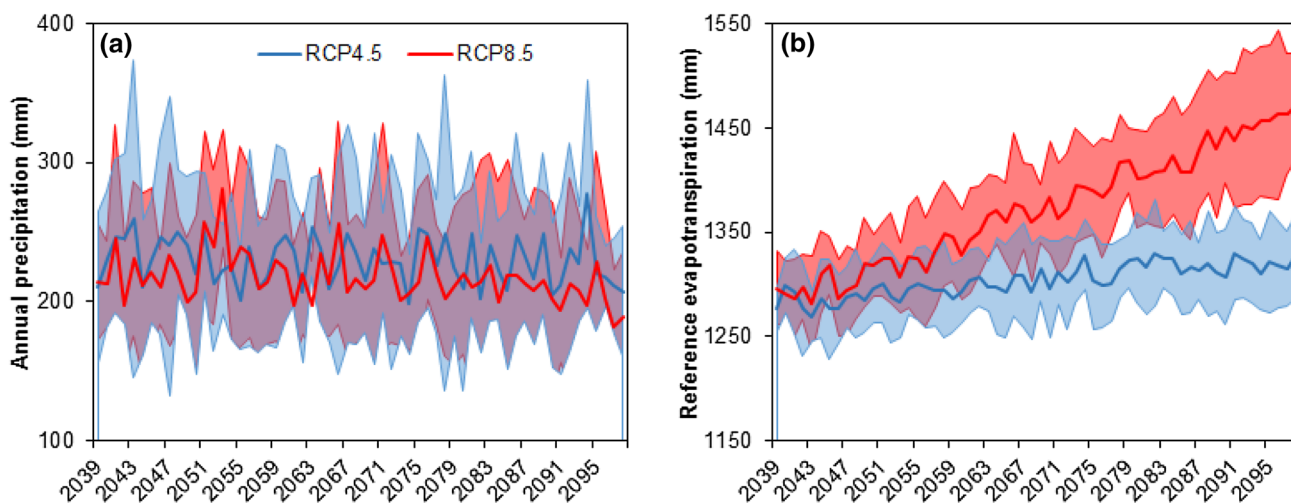 (a)
RCP4.5 RCP8.5
Annual precipitation (mm)
400
300
200
100
2039 2043 2047 2051 2055 2059 2063 2067 2071 2075 2079 2083 2087 2091 2095
(b)
Reference evapotranspiration (mm)
1550
1450
1350
1250
1150
2039 2043 2047 2051 2055 2059 2063 2067 2071 2075 2079 2083 2087 2091 2095